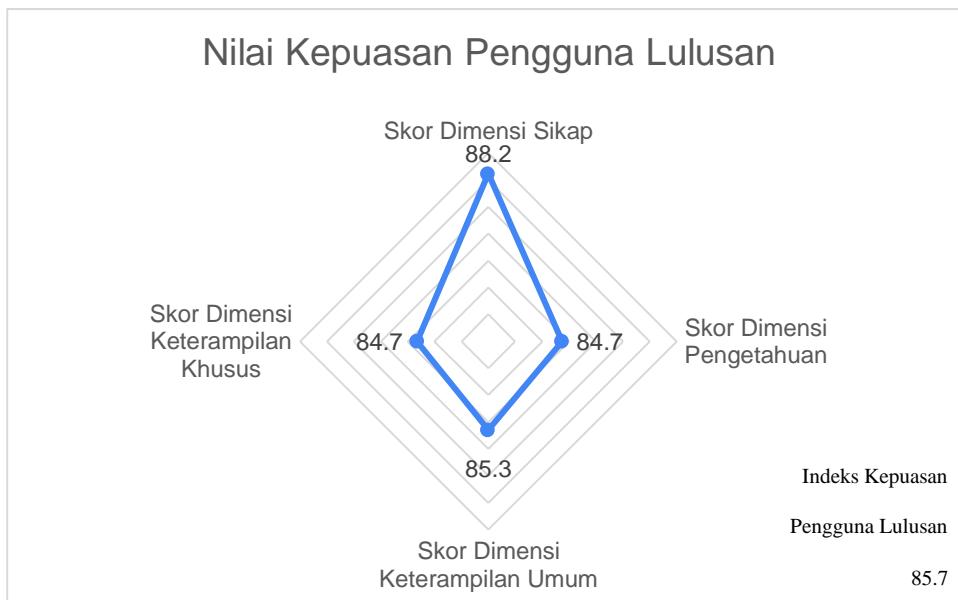 Nilai Kepuasan Pengguna Lulusan
Skor Dimensi Sikap
88.2
Skor Dimensi
Keterampilan
Khusus
84.7
84.7
Skor Dimensi
Pengetahuan
85.3
Skor Dimensi
Keterampilan Umum
Indeks Kepuasan
Pengguna Lulusan
85.7